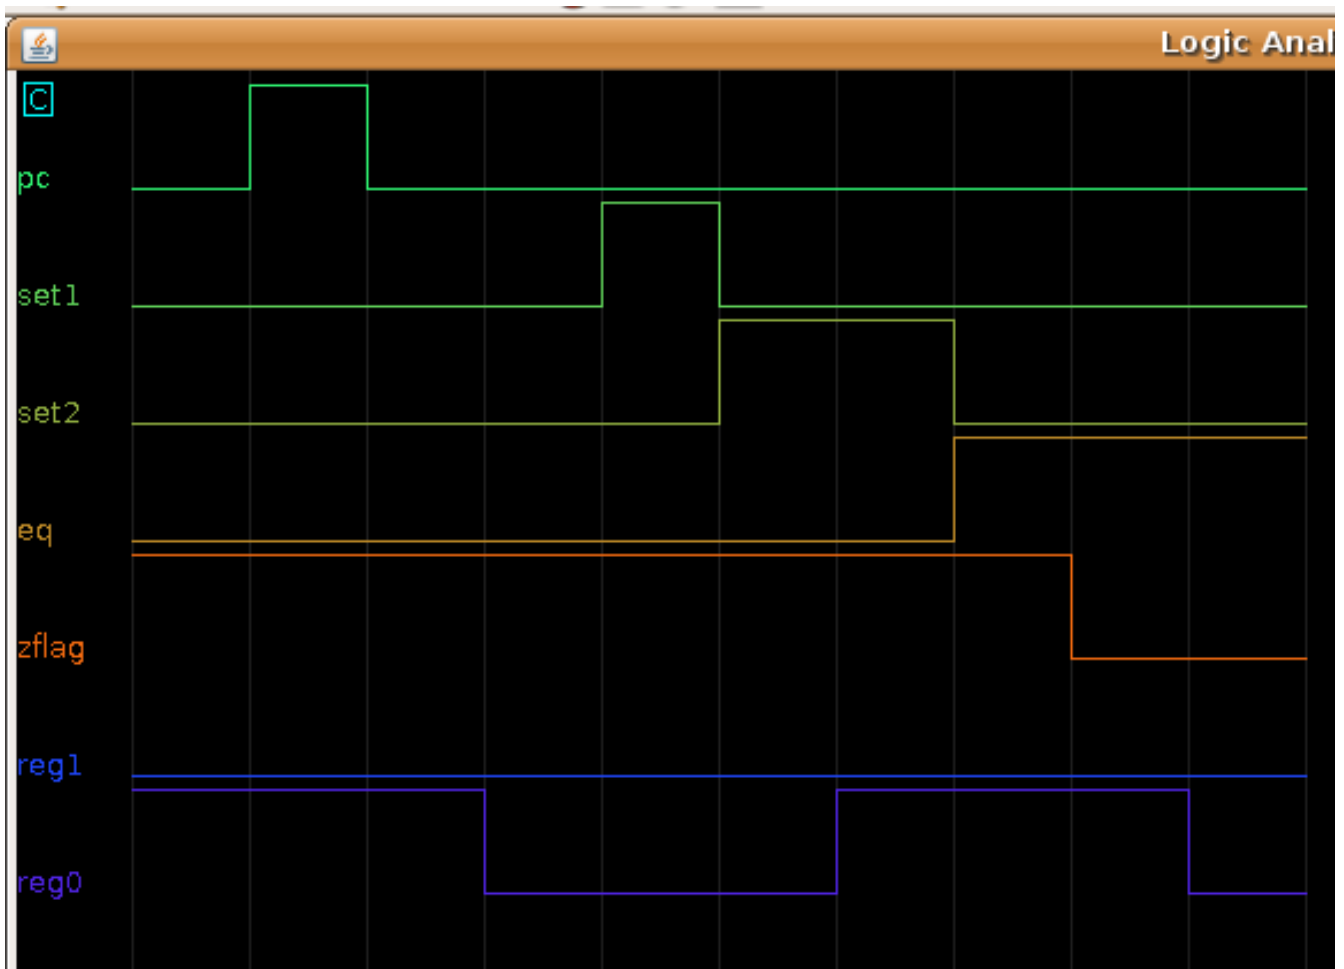 Logic Anal
C
pc
set1
set2
eq
zflag
reg1
reg0